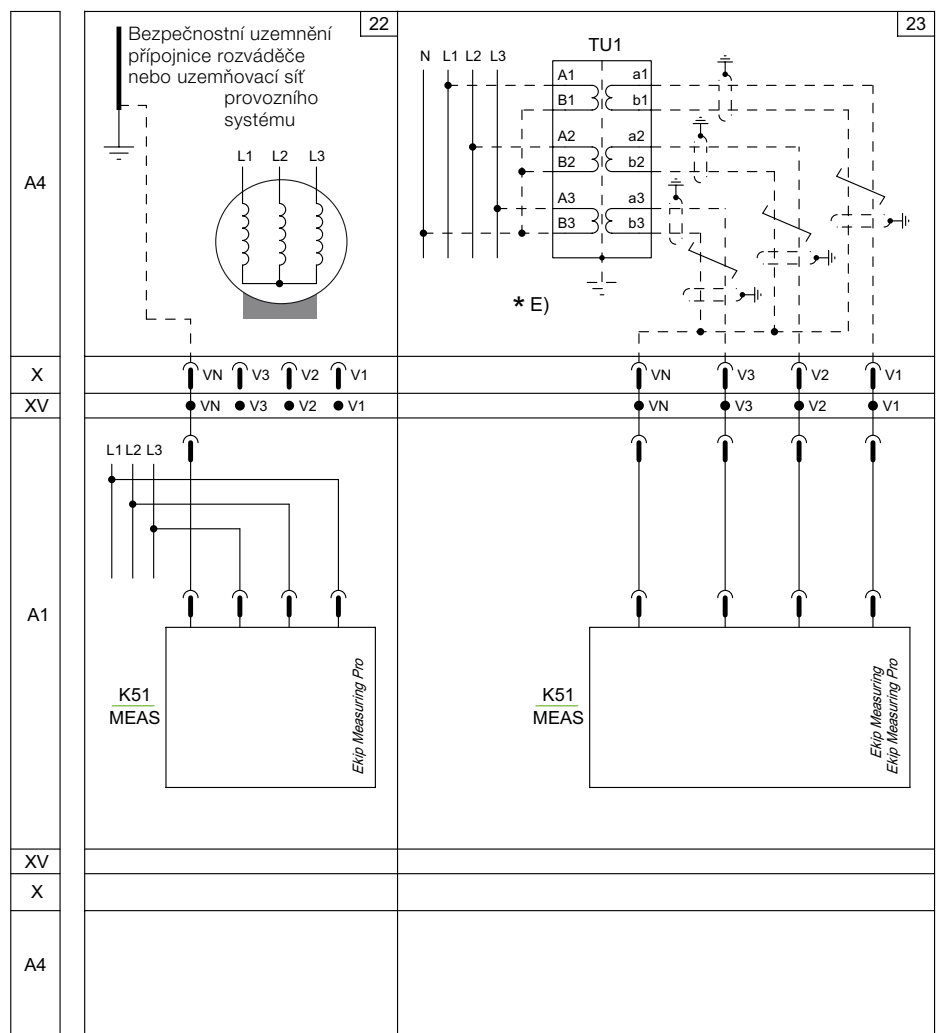 22
Bezpečnostní uzemnění
přípojnice rozváděče
nebo uzemňovací síť
provozního
systému
L1 L2 L3
23
N L1 L2 L3
TU1
A1 a1
B1 b1
A2 a2
B2 b2
A3 a3
B3 b3
* E)
A4
X
VN V3 V2 V1
VN V3 V2 V1
XV
VN V3 V2 V1
VN V3 V2 V1
L1 L2 L3
A1
K51
MEAS
Ekip Measuring Pro
K51
MEAS
Ekip Measuring
Ekip Measuring Pro
XV
X
A4